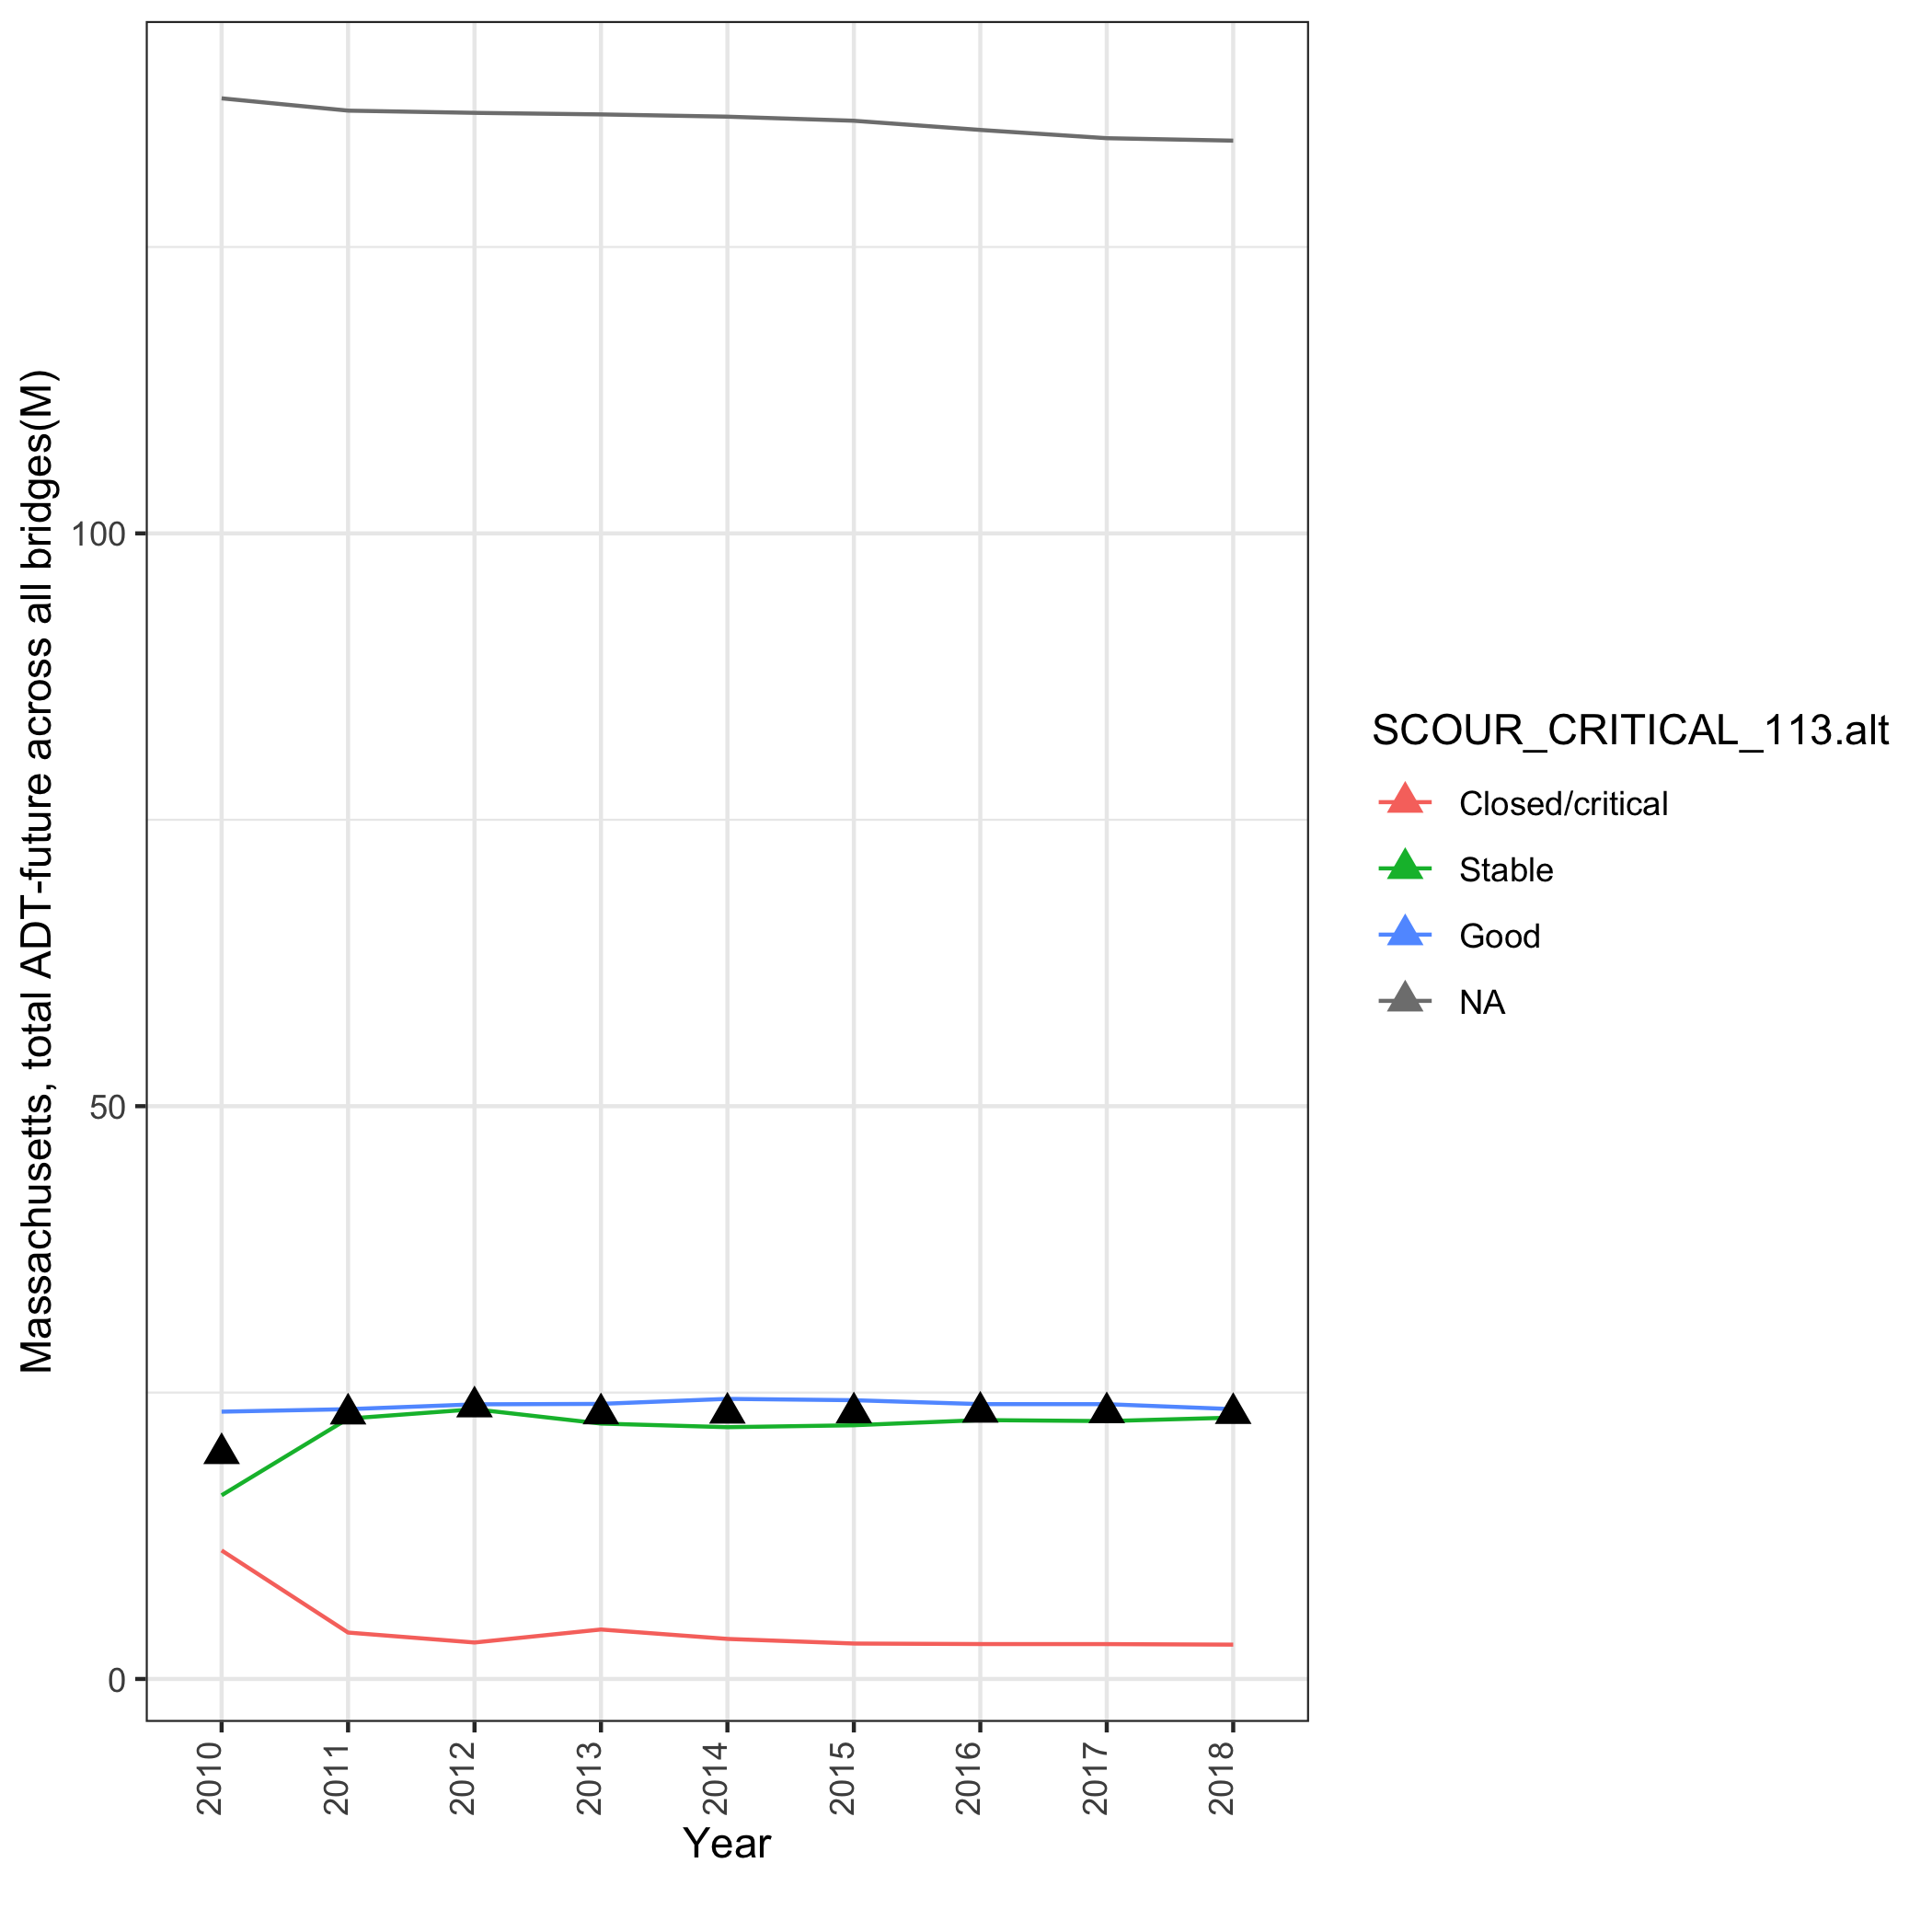 Massachusetts, total ADT-future across all bridges(M)
100
50
0
2010
2011
2012
2013
2014
2015
2016
2017
2018
Year
SCOUR_CRITICAL_113.alt
Closed/critical
Stable
Good
NA